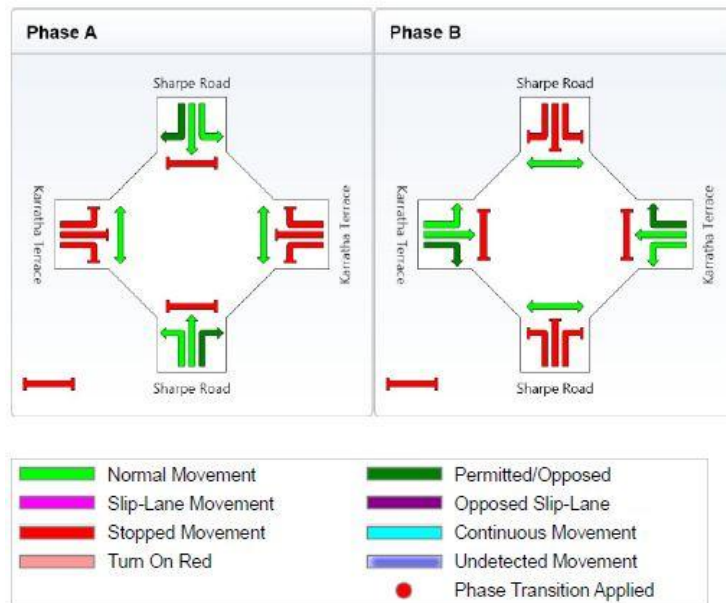 Phase A
Phase B
Sharpe Road
Sharpe Road
Karratha Terrace
Karratha Terrace
Karratha Terrace
Karratha Terrace
Sharpe Road
Sharpe Road
Normal Movement
Permitted/Opposed
Slip-Lane Movement
Opposed Slip-Lane
Stopped Movement
Continuous Movement
Turn On Red
Undetected Movement
Phase Transition Applied